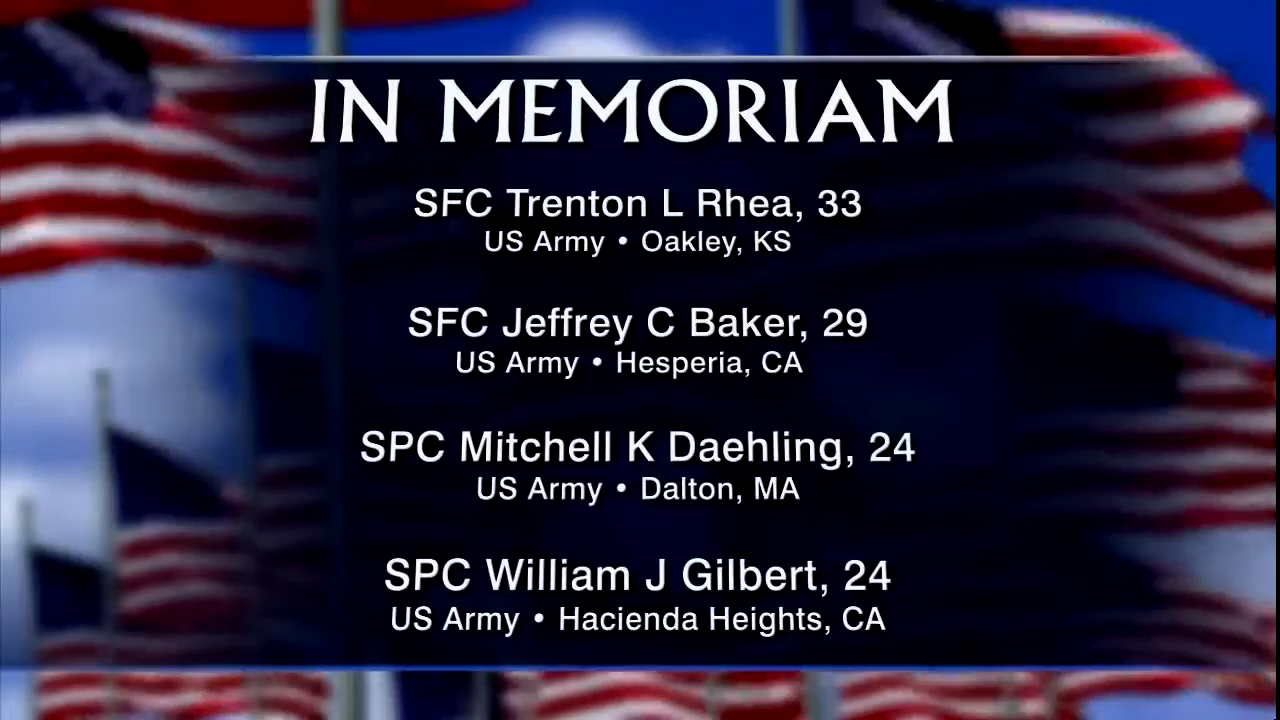 IN MEMORIAM
SFC Trenton L Rhea, 33
US Army • Oakley, KS
SFC Jeffrey C Baker, 29
US Army • Hesperia, CA
SPC Mitchell K Daehling, 24
US Army • Dalton, MA
SPC William J Gilbert, 24
US Army • Hacienda Heights, CA